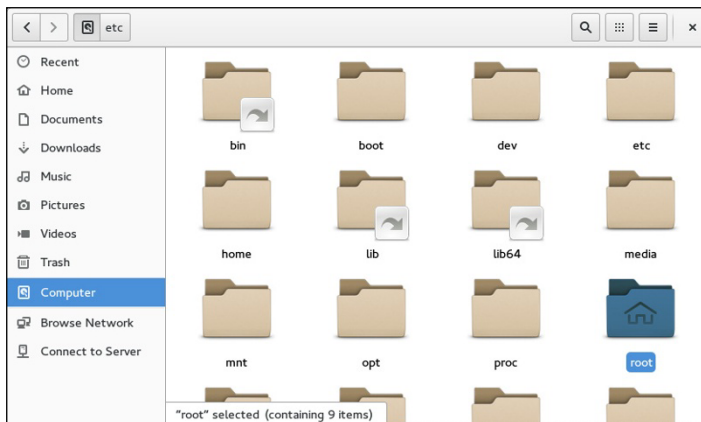 etc
Recent
Home
Documents
Downloads
Music
Pictures
Videos
Trash
Computer
Browse Network
Connect to Server
bin boot dev etc
home lib lib64 media
mnt opt proc root
"root" selected (containing 9 items)